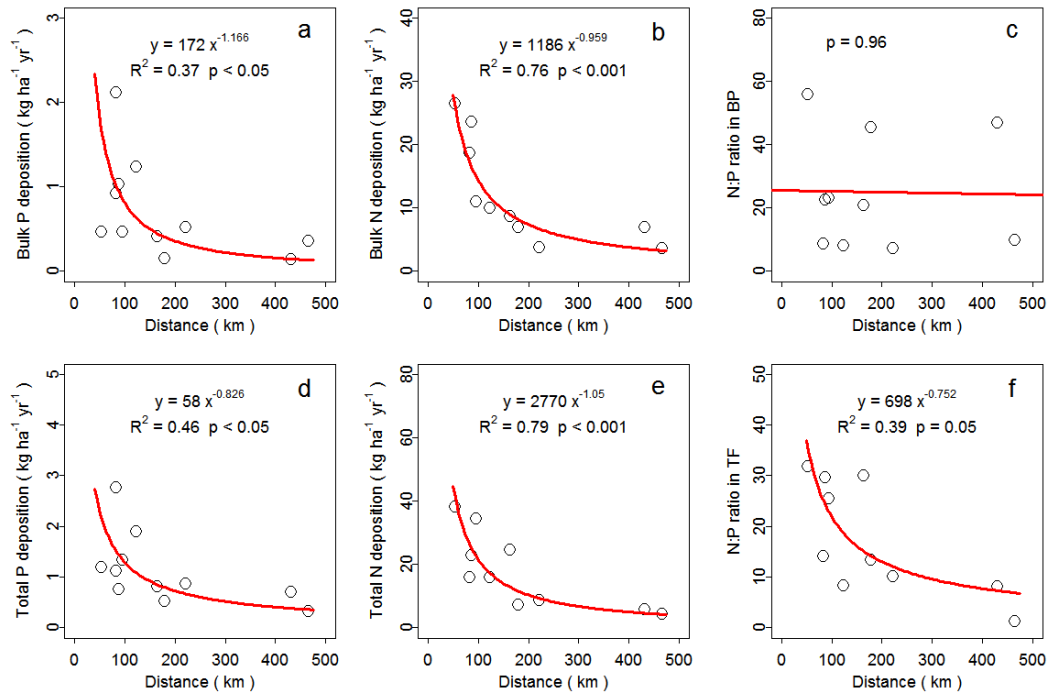 a
y = 172 x^-1.166
R² = 0.37 p < 0.05
Bulk P deposition ( kg ha⁻¹ yr⁻¹ )
0 1 2 3
0 100 200 300 400 500
Distance ( km )
b
y = 1186 x^-0.959
R² = 0.76 p < 0.001
Bulk N deposition ( kg ha⁻¹ yr⁻¹ )
0 10 20 30 40
0 100 200 300 400 500
Distance ( km )
c
p = 0.96
N:P ratio in BP
0 20 40 60 80
0 100 200 300 400 500
Distance ( km )
d
y = 58 x^-0.826
R² = 0.46 p < 0.05
Total P deposition ( kg ha⁻¹ yr⁻¹ )
0 1 2 3 4 5
0 100 200 300 400 500
Distance ( km )
e
y = 2770 x^-1.05
R² = 0.79 p < 0.001
Total N deposition ( kg ha⁻¹ yr⁻¹ )
0 20 40 60 80
0 100 200 300 400 500
Distance ( km )
f
y = 698 x^-0.752
R² = 0.39 p = 0.05
N:P ratio in TF
0 10 20 30 40 50
0 100 200 300 400 500
Distance ( km )